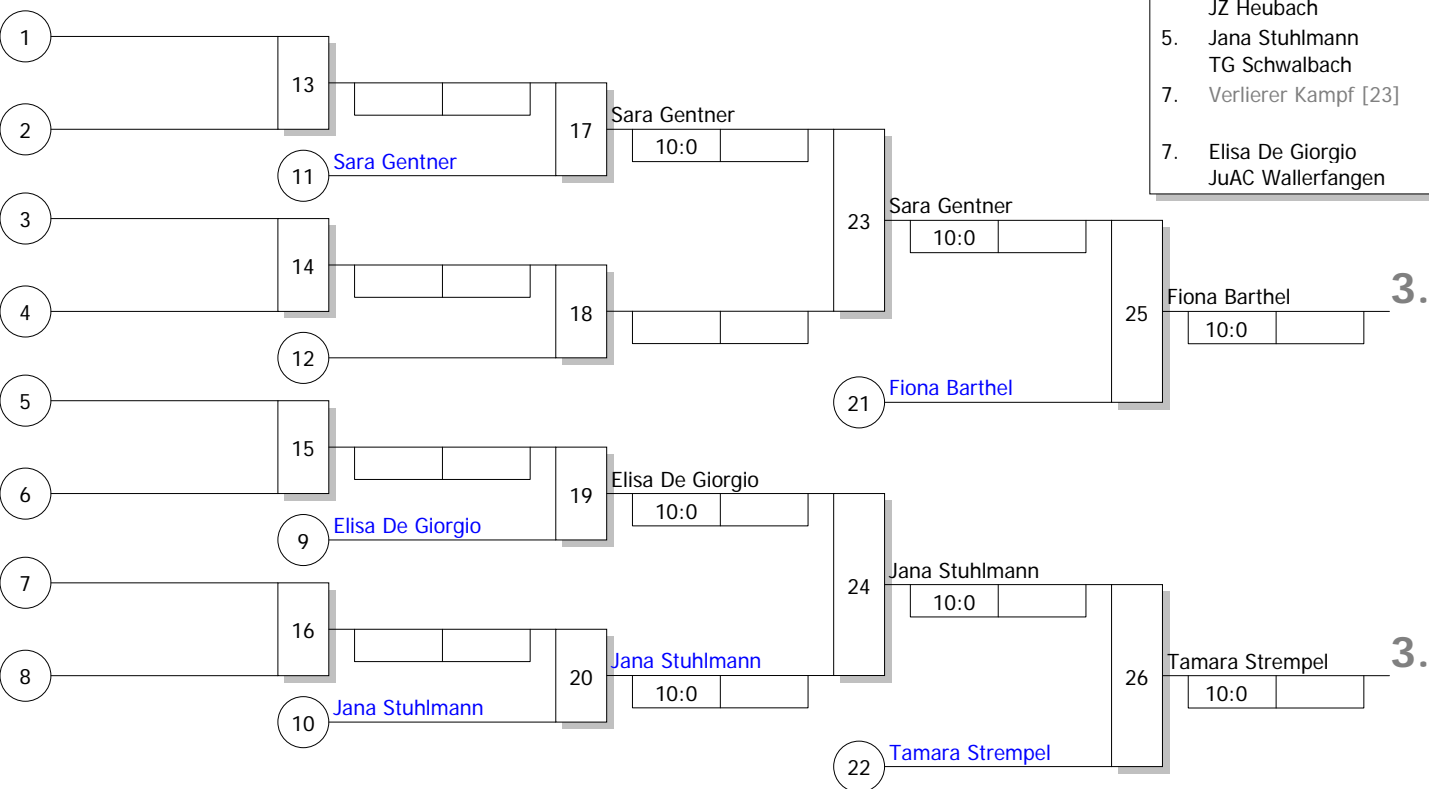 JZ Heubach
5. Jana Stuhlmann
TG Schwalbach
7. Verlierer Kampf [23]
7. Elisa De Giorgio
JuAC Wallerfangen
1
13
2
17
Sara Gentner
10:0
11
Sara Gentner
3
23
Sara Gentner
10:0
14
4
18
12
25
Fiona Barthel
3.
10:0
5
21
Fiona Barthel
15
6
19
Elisa De Giorgio
10:0
9
Elisa De Giorgio
7
24
Jana Stuhlmann
10:0
16
8
20
Jana Stuhlmann
10:0
10
Jana Stuhlmann
26
Tamara Strempel
3.
10:0
22
Tamara Strempel